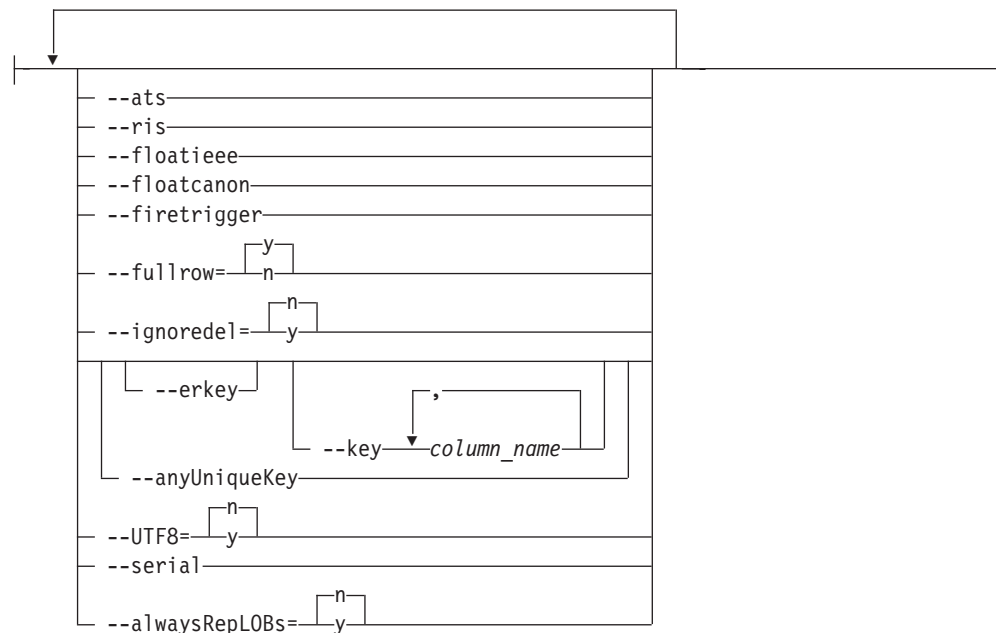 --ats
--ris
--floatieee
--floatcanon
--firetrigger
y
--fullrow= n
n
--ignoredel= y
--erkey
,
--key column_name
--anyUniqueKey
n
--UTF8= y
--serial
n
--alwaysRepLOBs= y